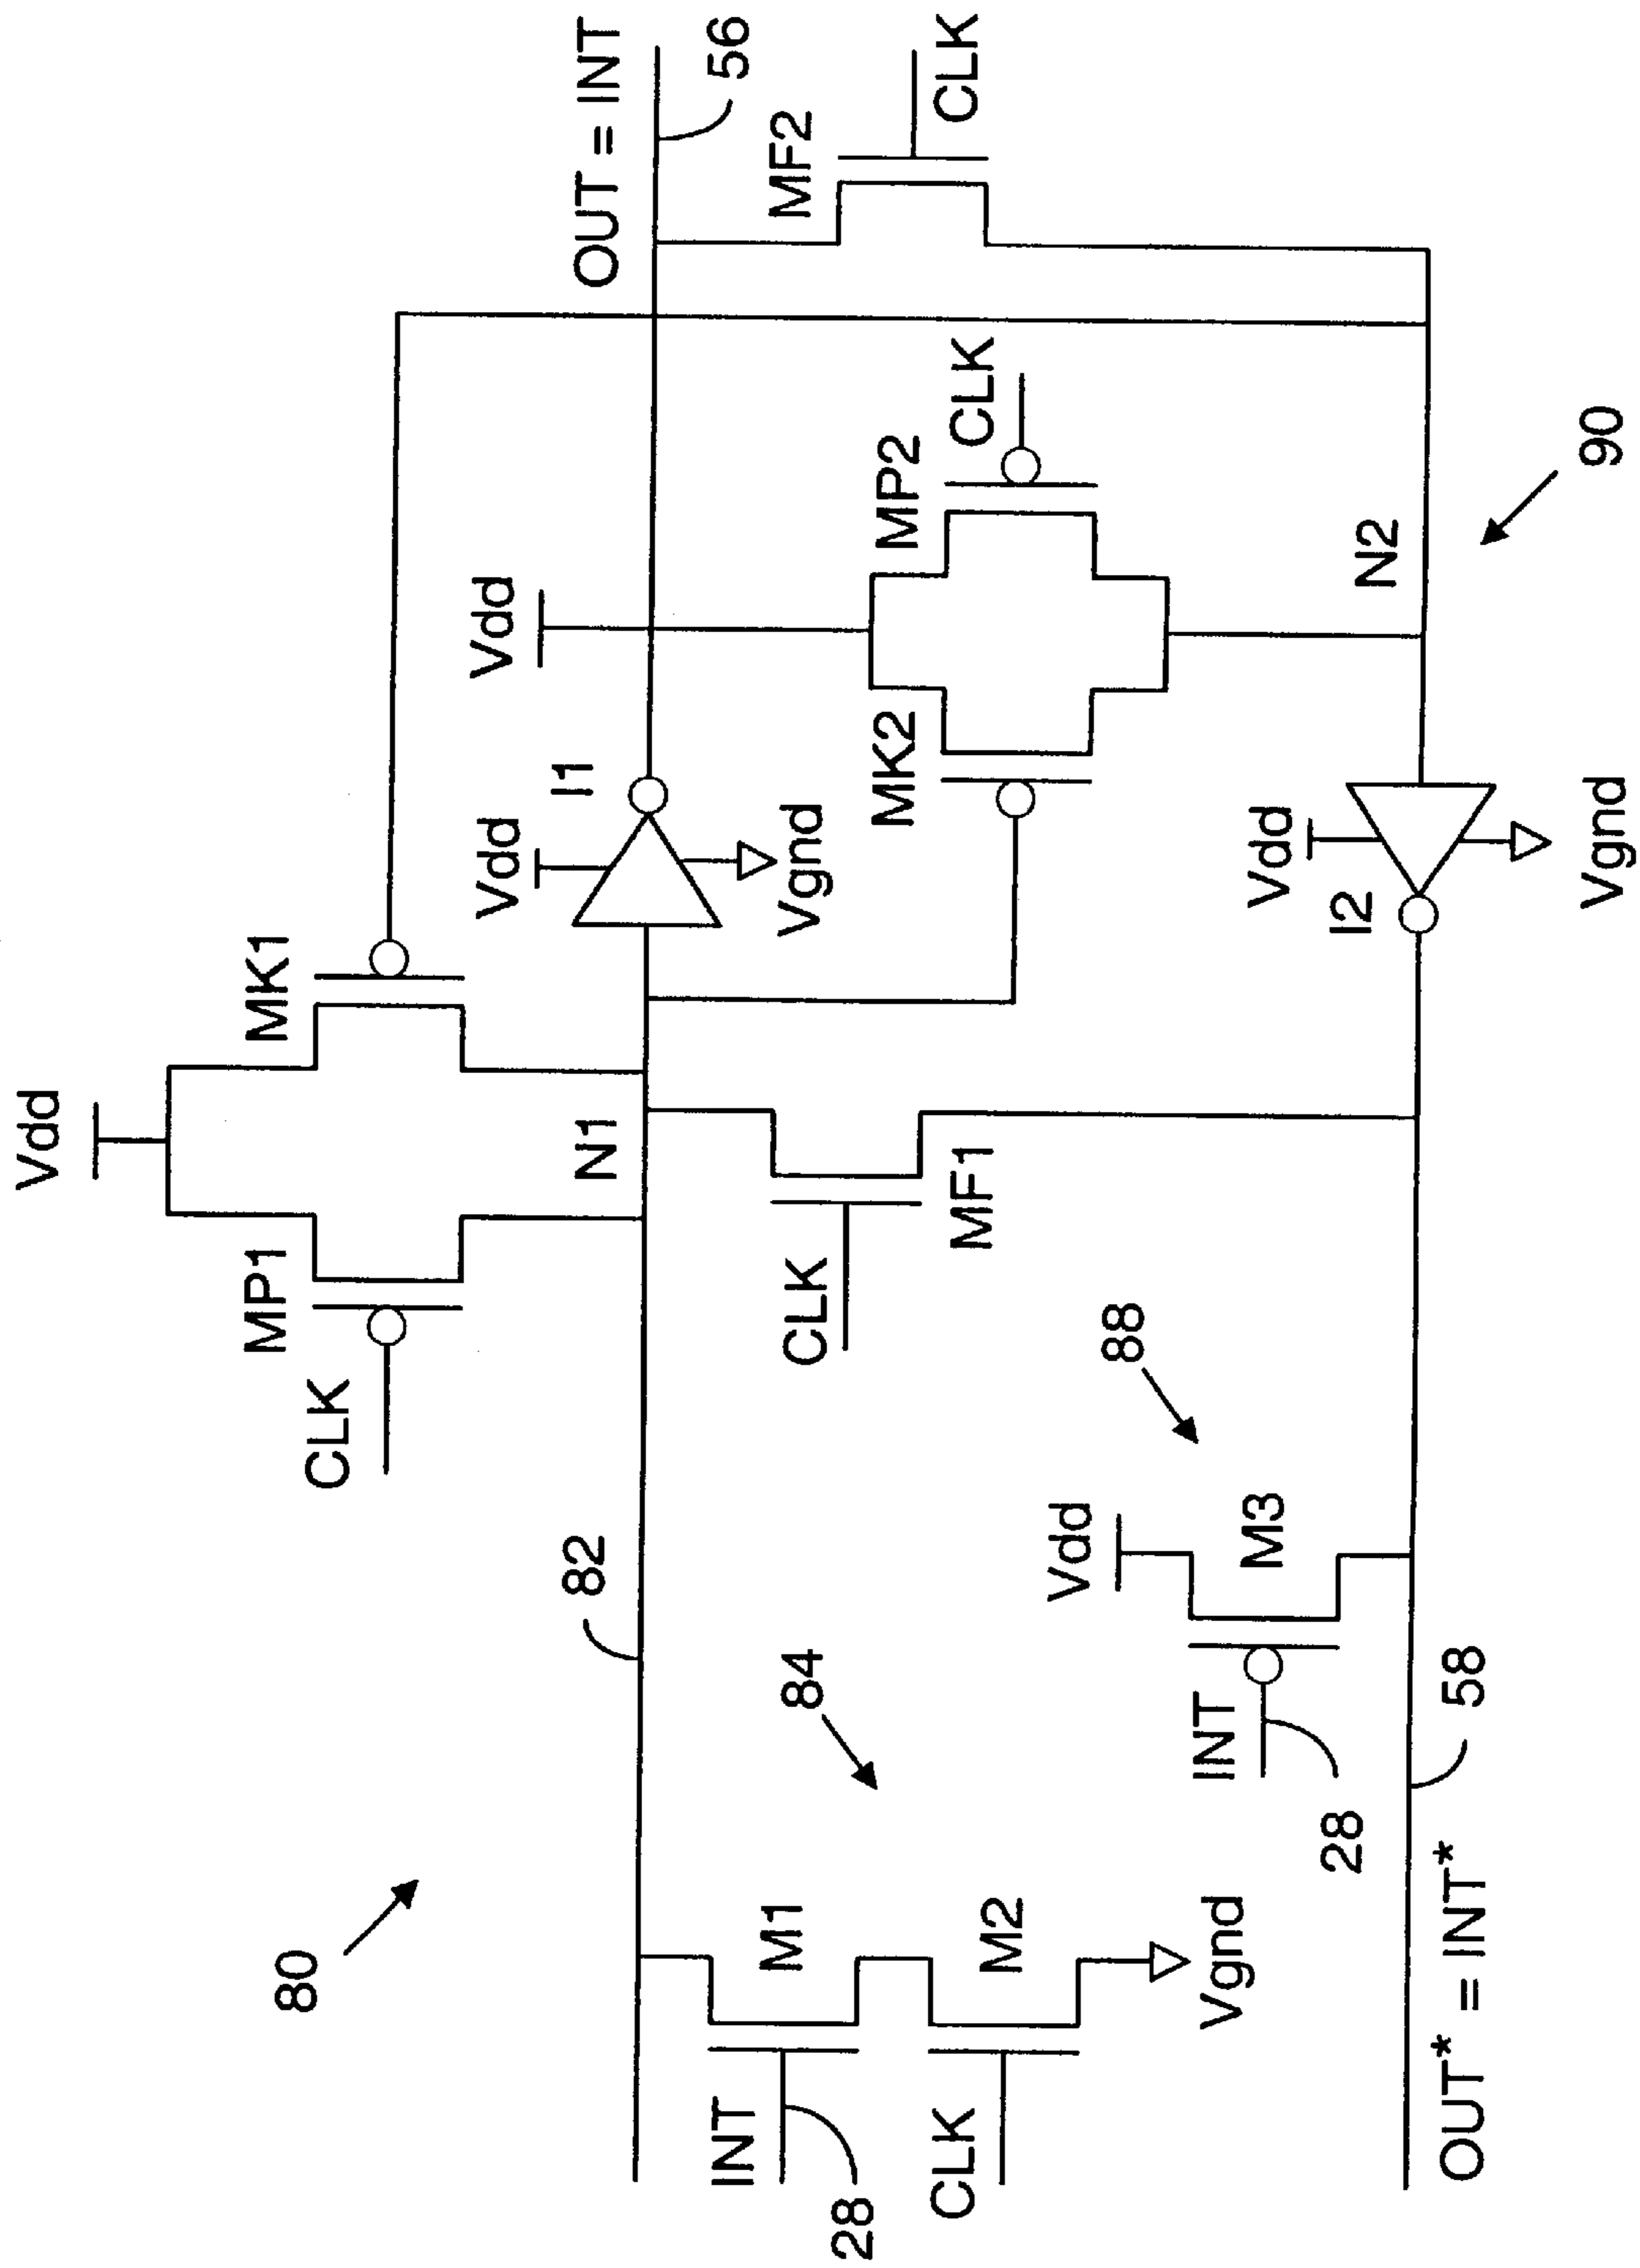 80
Vdd
MP1
MK1
CLK
82
N1
Vdd
I1
Vgnd
Vdd
OUT = INT
56
INT
28
M1
84
CLK
M2
Vgnd
CLK
MF1
MK2
MP2
CLK
MF2
CLK
88
Vdd
INT
28
M3
Vdd
I2
Vgnd
N2
90
58
OUT* = INT*